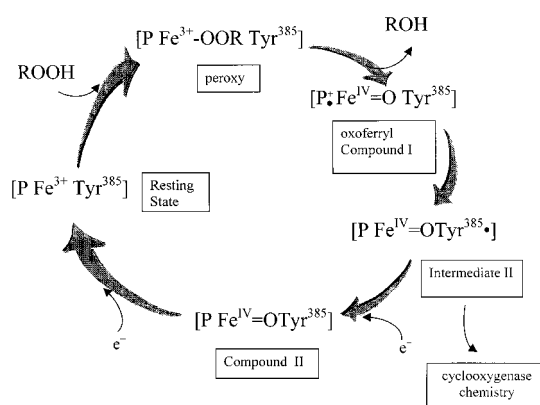 [P Fe³⁺-OOR Tyr³⁸⁵]
peroxy
ROH
ROOH
[P•⁺ Feᴵⱽ=O Tyr³⁸⁵]
oxoferryl
Compound I
[P Fe³⁺ Tyr³⁸⁵]
Resting
State
[P Feᴵⱽ=OTyr³⁸⁵•]
Intermediate II
[P Feᴵⱽ=OTyr³⁸⁵]
Compound II
e⁻
e⁻
cyclooxygenase
chemistry